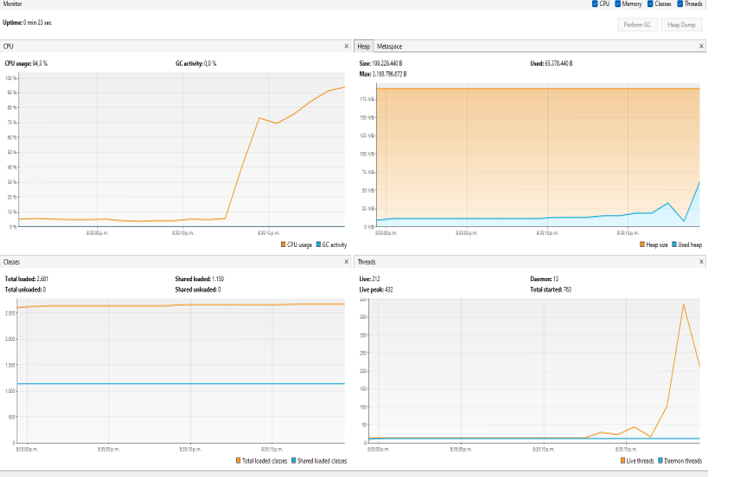 Monitor
CPU Memory Classes Threads
Uptime: 0 min 23 sec
Perform GC Heap Dump
CPU x
CPU usage: 94,3 % GC activity: 0,0 %
100 %
90 %
80 %
70 %
60 %
50 %
40 %
30 %
20 %
10 %
0 %
8:35:05 p.m. 8:35:10 p.m. 8:35:15 p.m.
CPU usage GC activity
Heap Metaspace x
Size: 199.229.440 B Used: 65.378.440 B
Max: 3.168.796.672 B
175 MB
150 MB
125 MB
100 MB
75 MB
50 MB
25 MB
0 MB
8:35:00 p.m. 8:35:05 p.m. 8:35:10 p.m. 8:35:15 p.m.
Heap size Used heap
Classes x
Total loaded: 2.681 Shared loaded: 1.150
Total unloaded: 0 Shared unloaded: 0
2.500
2.000
1.500
1.000
500
0
8:35:00 p.m. 8:35:05 p.m. 8:35:10 p.m. 8:35:15 p.m.
Total loaded classes Shared loaded classes
Threads x
Live: 212 Daemon: 13
Live peak: 432 Total started: 763
350
300
250
200
150
100
50
0
8:35:00 p.m. 8:35:05 p.m. 8:35:10 p.m. 8:35:15 p.m.
Live threads Daemon threads